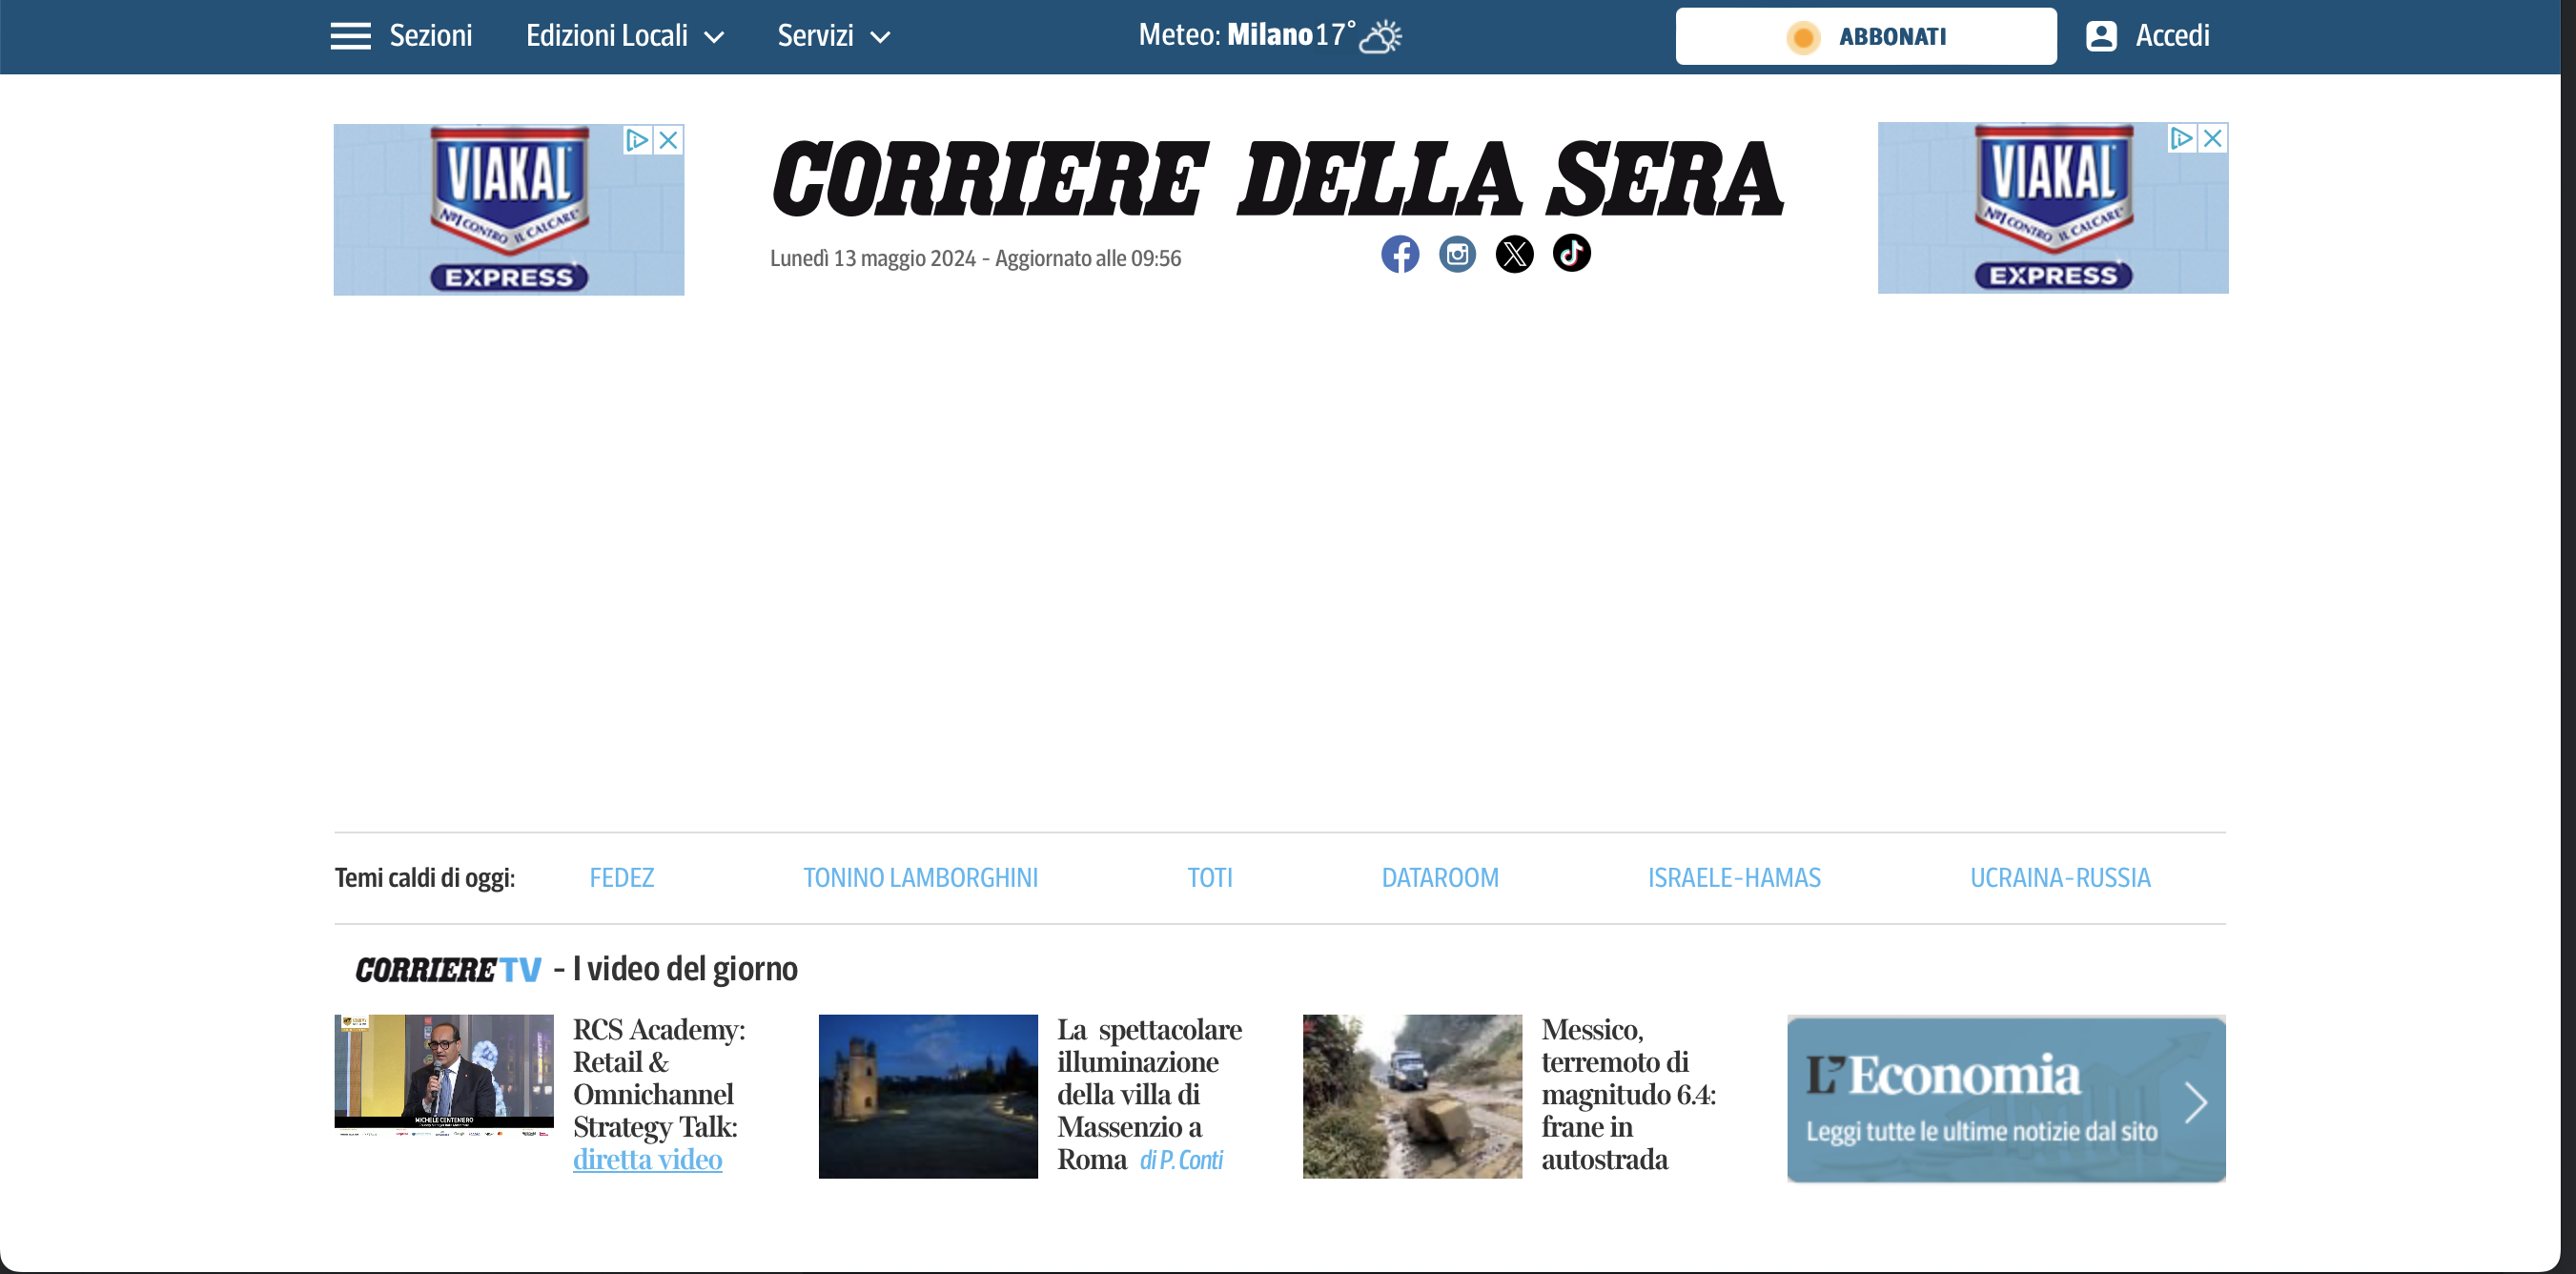 Sezioni
Edizioni Locali
Servizi
Meteo: Milano 17°
ABBONATI
Accedi
VIAKAL
N°1 CONTRO IL CALCARE
EXPRESS
CORRIERE DELLA SERA
Lunedì 13 maggio 2024 - Aggiornato alle 09:56
VIAKAL
N°1 CONTRO IL CALCARE
EXPRESS
Temi caldi di oggi:
FEDEZ
TONINO LAMBORGHINI
TOTI
DATAROOM
ISRAELE-HAMAS
UCRAINA-RUSSIA
CORRIERE TV - I video del giorno
MICHELE CENTENERO
RCS Academy:
Retail &
Omnichannel
Strategy Talk:
diretta video
La spettacolare
illuminazione
della villa di
Massenzio a
Roma di P. Conti
Messico,
terremoto di
magnitudo 6.4:
frane in
autostrada
L'Economia
Leggi tutte le ultime notizie dal sito